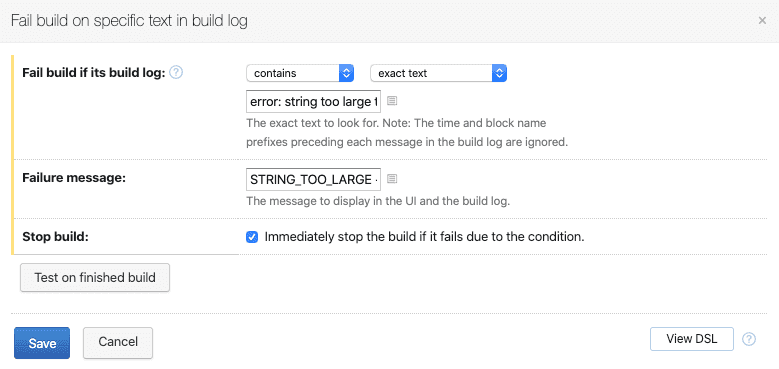 Fail build on specific text in build log ×
Fail build if its build log: ? contains exact text
error: string too large
The exact text to look for. Note: The time and block name
prefixes preceding each message in the build log are ignored.
Failure message: STRING_TOO_LARGE -
The message to display in the UI and the build log.
Stop build: Immediately stop the build if it fails due to the condition.
Test on finished build
Save Cancel View DSL ?